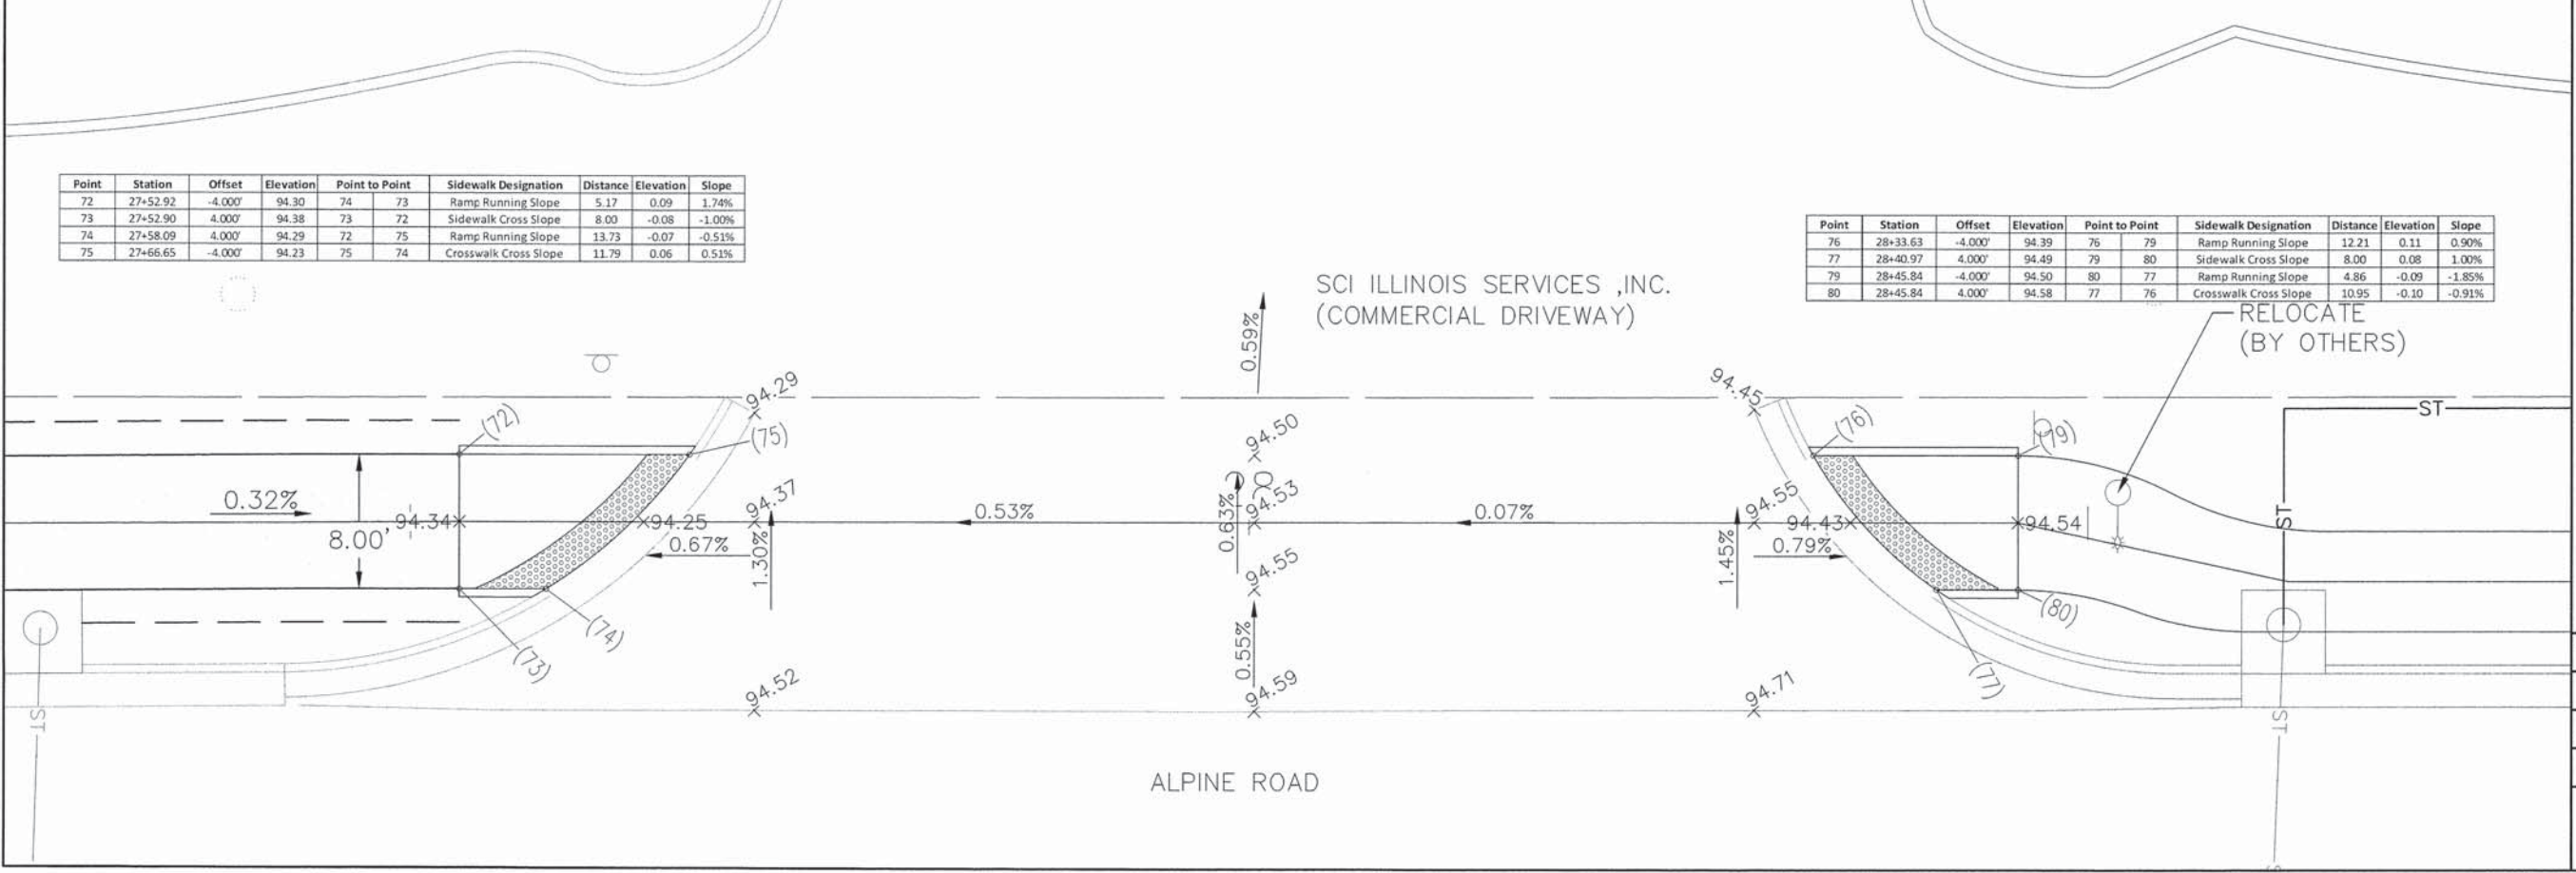 Point Station Offset Elevation Point to Point Sidewalk Designation Distance Elevation Slope
72 27+52.92 -4.000' 94.30 74 73 Ramp Running Slope 5.17 0.09 1.74%
73 27+52.90 4.000' 94.38 73 72 Sidewalk Cross Slope 8.00 -0.08 -1.00%
74 27+58.09 4.000' 94.29 72 75 Ramp Running Slope 13.73 -0.07 -0.51%
75 27+66.65 -4.000' 94.23 75 74 Crosswalk Cross Slope 11.79 0.06 0.51%
Point Station Offset Elevation Point to Point Sidewalk Designation Distance Elevation Slope
76 28+33.63 -4.000' 94.39 76 79 Ramp Running Slope 12.21 0.11 0.90%
77 28+40.97 4.000' 94.49 79 80 Sidewalk Cross Slope 8.00 0.08 1.00%
79 28+45.84 -4.000' 94.50 80 77 Ramp Running Slope 4.86 -0.09 -1.85%
80 28+45.84 4.000' 94.58 77 76 Crosswalk Cross Slope 10.95 -0.10 -0.91%
SCI ILLINOIS SERVICES ,INC.
(COMMERCIAL DRIVEWAY)
RELOCATE
(BY OTHERS)
0.59%
94.29
94.45
(72)
(75)
94.50
(76)
(79)
ST
0.32%
8.00'
94.34
94.25
94.37
0.67%
1.30%
0.53%
0.63%
94.53
0.07%
94.55
94.43
0.79%
1.45%
94.54
ST
94.55
(73)
(74)
0.55%
(77)
(80)
94.52
94.59
94.71
ST
ST
ALPINE ROAD